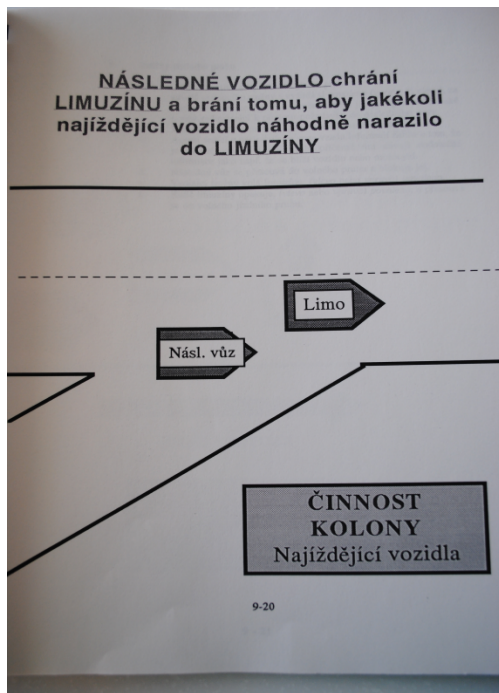 NÁSLEDNÉ VOZIDLO chrání
LIMUZÍNU a brání tomu, aby jakékoli
najíždějící vozidlo náhodně narazilo
do LIMUZÍNY
Limo
Násl. vůz
ČINNOST
KOLONY
Najíždějící vozidla
9-20